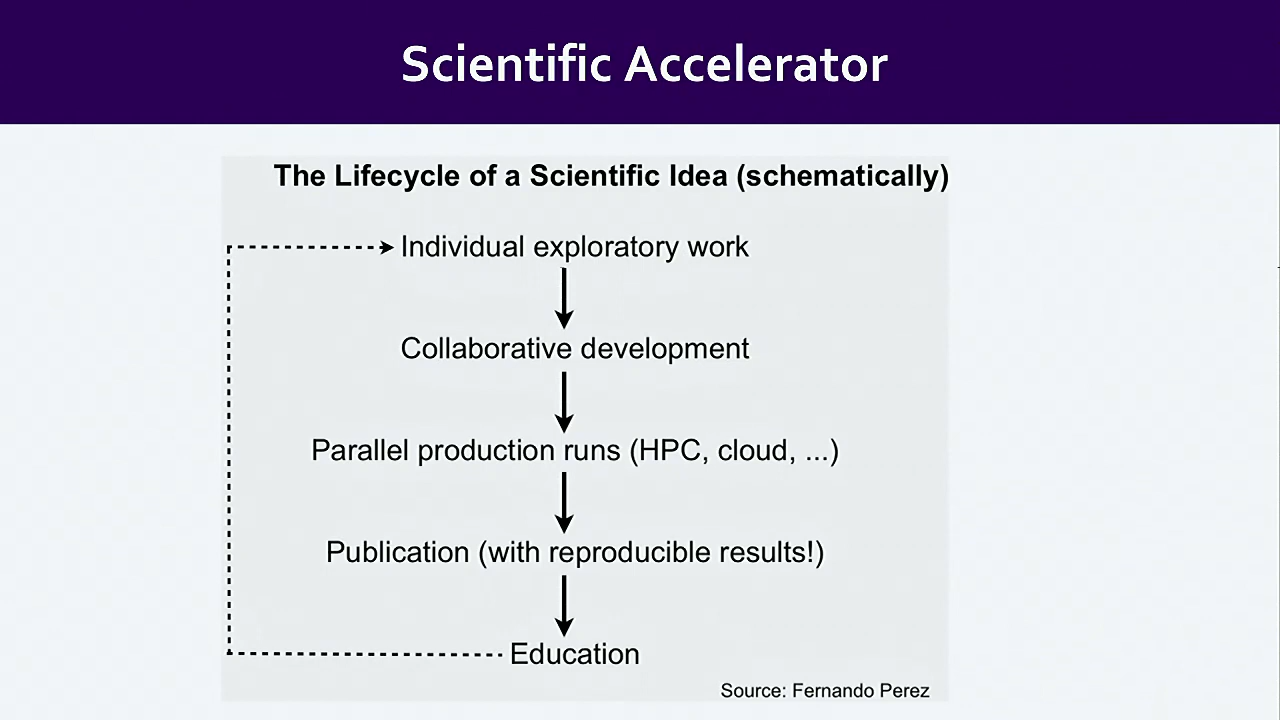 Scientific Accelerator
The Lifecycle of a Scientific Idea (schematically)
Individual exploratory work
Collaborative development
Parallel production runs (HPC, cloud, ...)
Publication (with reproducible results!)
Education
Source: Fernando Perez